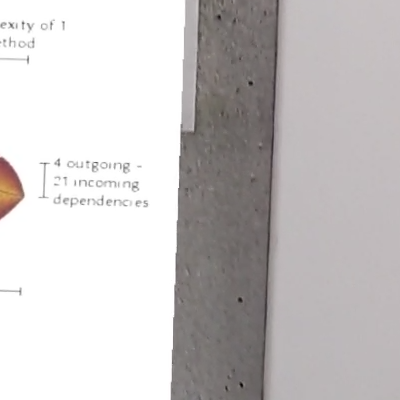 exity of 1
ethod
4 outgoing -
21 incoming
dependencies